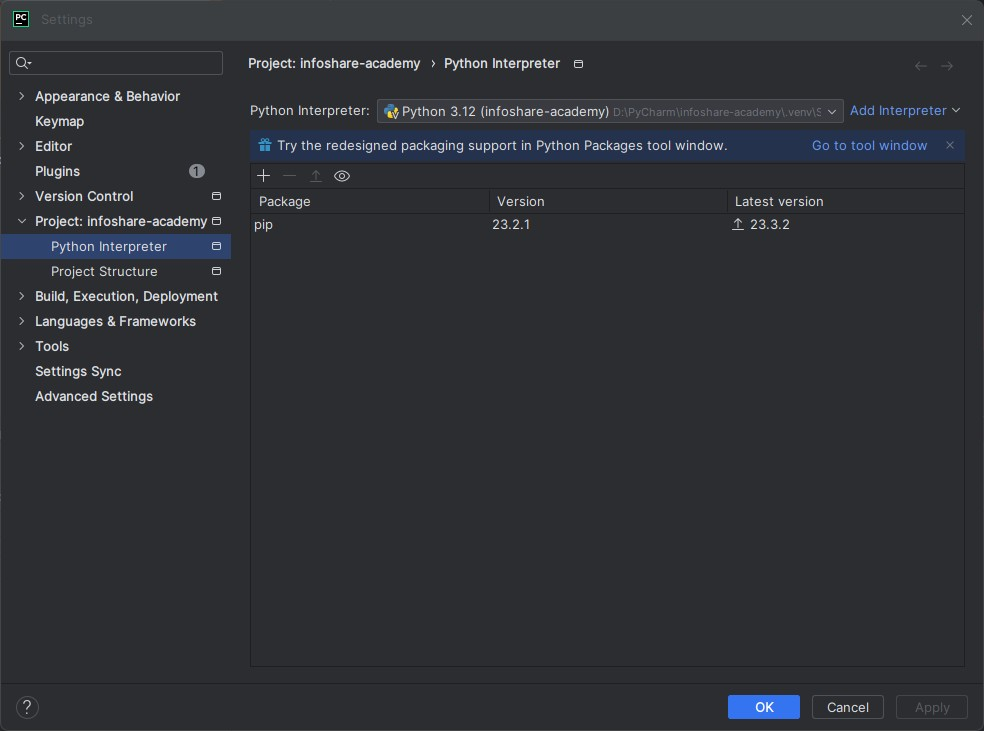 PC Settings
Project: infoshare-academy › Python Interpreter
Appearance & Behavior
Keymap
Editor
Plugins 1
Version Control
Project: infoshare-academy
Python Interpreter
Project Structure
Build, Execution, Deployment
Languages & Frameworks
Tools
Settings Sync
Advanced Settings
Python Interpreter: Python 3.12 (infoshare-academy) D:\PyCharm\infoshare-academy\.venv\S Add Interpreter
Try the redesigned packaging support in Python Packages tool window. Go to tool window
Package Version Latest version
pip 23.2.1 23.3.2
? OK Cancel Apply